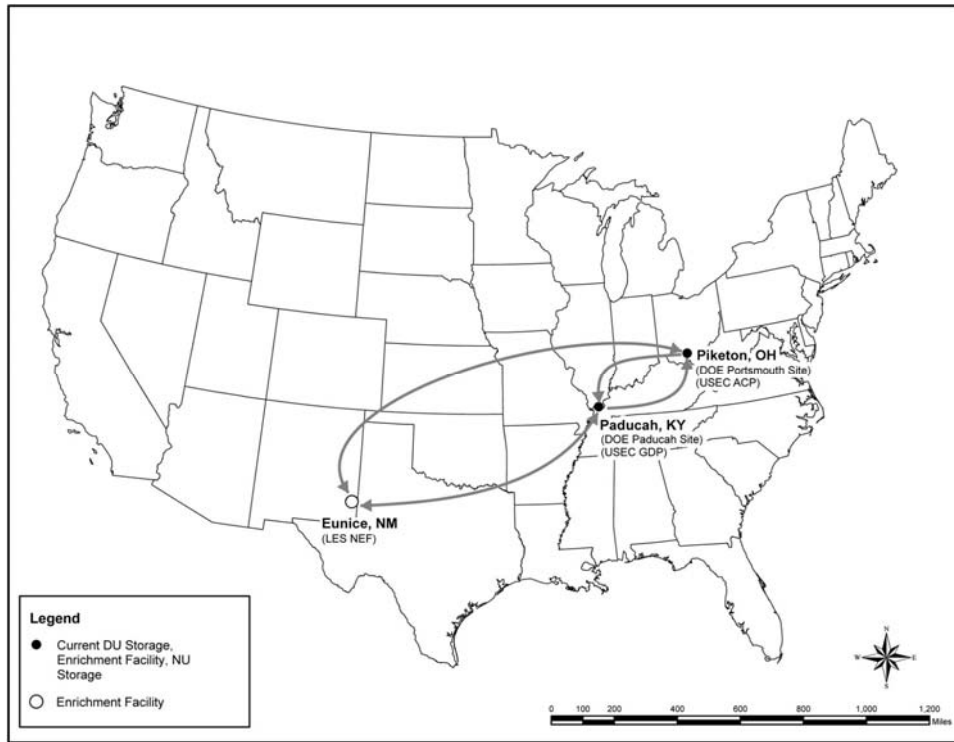 Piketon, OH
(DOE Portsmouth Site)
(USEC ACP)
Paducah, KY
(DOE Paducah Site)
(USEC GDP)
Eunice, NM
(LES NEF)
Legend
Current DU Storage,
Enrichment Facility, NU
Storage
Enrichment Facility
N
W
E
S
0 100 200 400 600 800 1,000 1,200
Miles